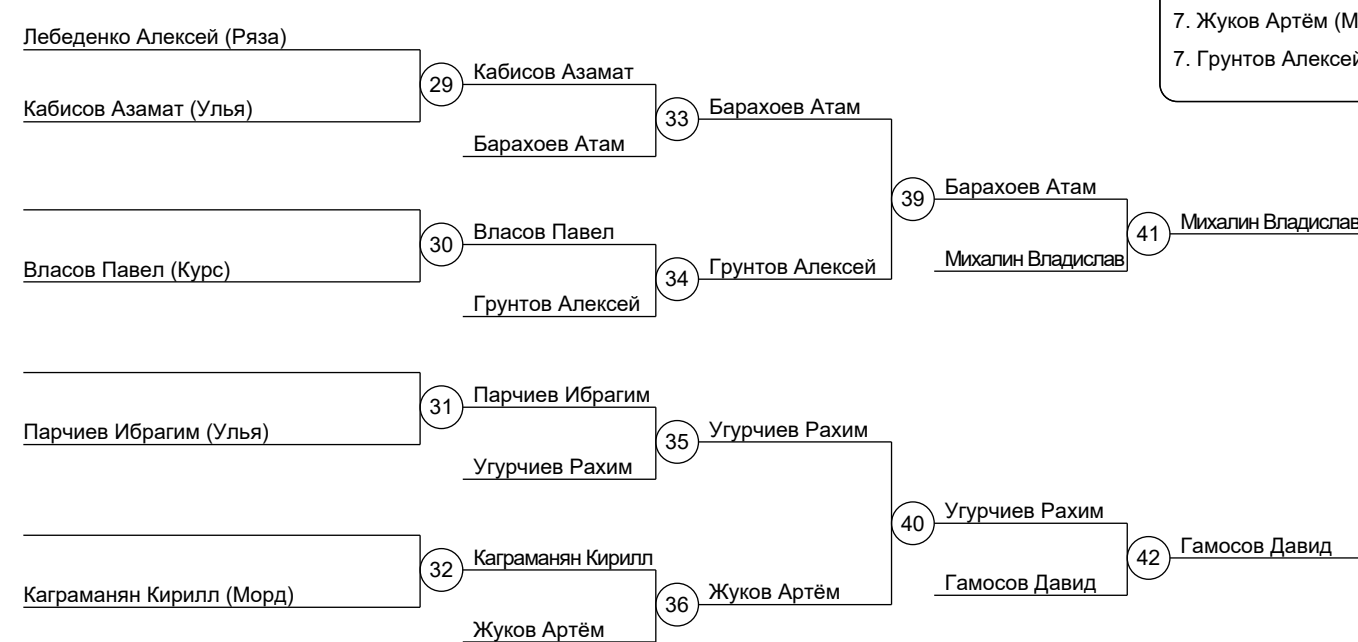 7. Жуков Артём (М
7. Грунтов Алексей
Лебеденко Алексей (Ряза)
29
Кабисов Азамат
Кабисов Азамат (Улья)
33
Барахоев Атам
Барахоев Атам
39
Барахоев Атам
30
Власов Павел
Власов Павел (Курс)
34
Грунтов Алексей
Грунтов Алексей
41
Михалин Владислав
Михалин Владислав
31
Парчиев Ибрагим
Парчиев Ибрагим (Улья)
35
Угурчиев Рахим
Угурчиев Рахим
40
Угурчиев Рахим
32
Каграманян Кирилл
Каграманян Кирилл (Морд)
36
Жуков Артём
Жуков Артём
42
Гамосов Давид
Гамосов Давид